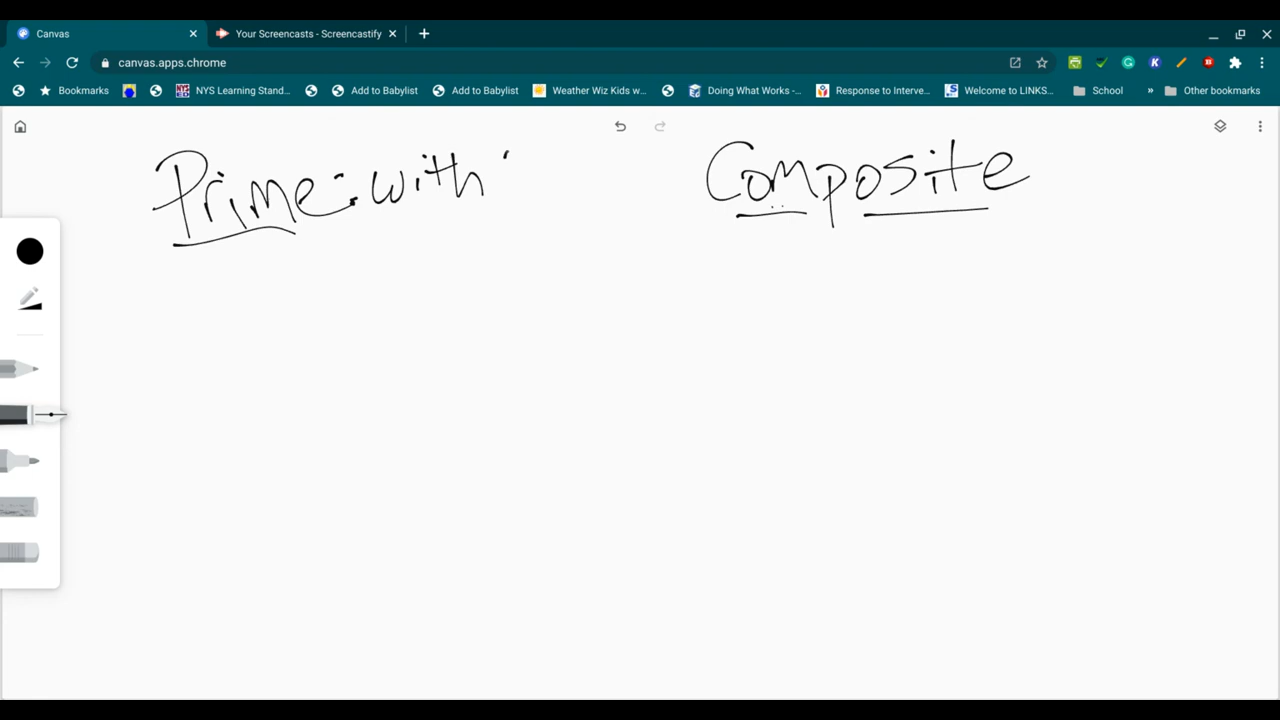 Canvas
Your Screencasts - Screencastify
canvas.apps.chrome
Bookmarks
NYS Learning Stand...
Add to Babylist
Add to Babylist
Weather Wiz Kids w...
Doing What Works -...
Response to Interve...
Welcome to LINKS...
School
»
Other bookmarks
Prime: with
Composite